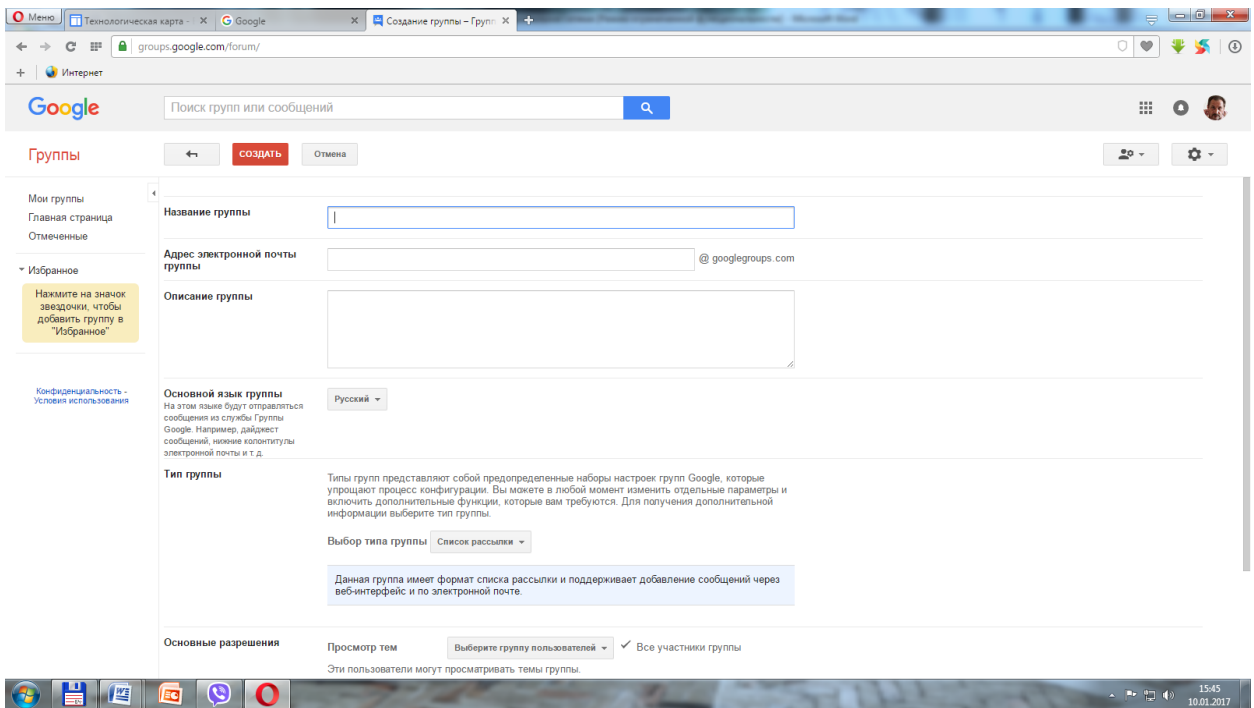 Меню
Технологическая карта -
Google
Создание группы – Групп
groups.google.com/forum/
Интернет
Google
Поиск групп или сообщений
Группы
СОЗДАТЬ
Отмена
Мои группы
Главная страница
Отмеченные
Избранное
Нажмите на значок
звездочки, чтобы
добавить группу в
"Избранное"
Конфиденциальность -
Условия использования
Название группы
Адрес электронной почты
группы
@ googlegroups.com
Описание группы
Основной язык группы
На этом языке будут отправляться
сообщения из службы Группы
Google. Например, дайджест
сообщений, нижние колонтитулы
электронной почты и т. д.
Русский
Тип группы
Типы групп представляют собой предопределенные наборы настроек групп Google, которые
упрощают процесс конфигурации. Вы можете в любой момент изменить отдельные параметры и
включить дополнительные функции, которые вам требуются. Для получения дополнительной
информации выберите тип группы.
Выбор типа группы Список рассылки
Данная группа имеет формат списка рассылки и поддерживает добавление сообщений через
веб-интерфейс и по электронной почте.
Основные разрешения
Просмотр тем Выберите группу пользователей ✓ Все участники группы
Эти пользователи могут просматривать темы группы.
15:45
10.01.2017